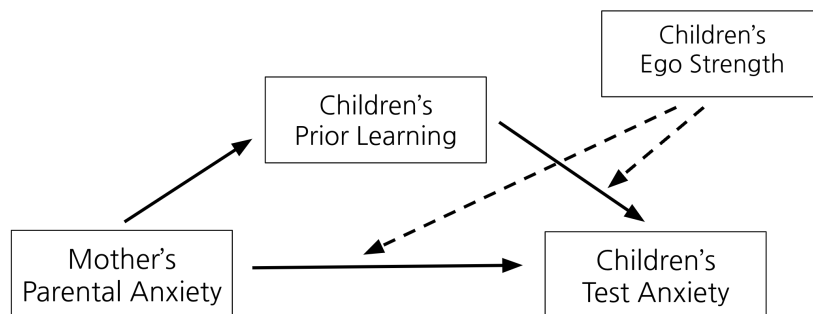 Children's
Ego Strength
Children's
Prior Learning
Mother's
Parental Anxiety
Children's
Test Anxiety